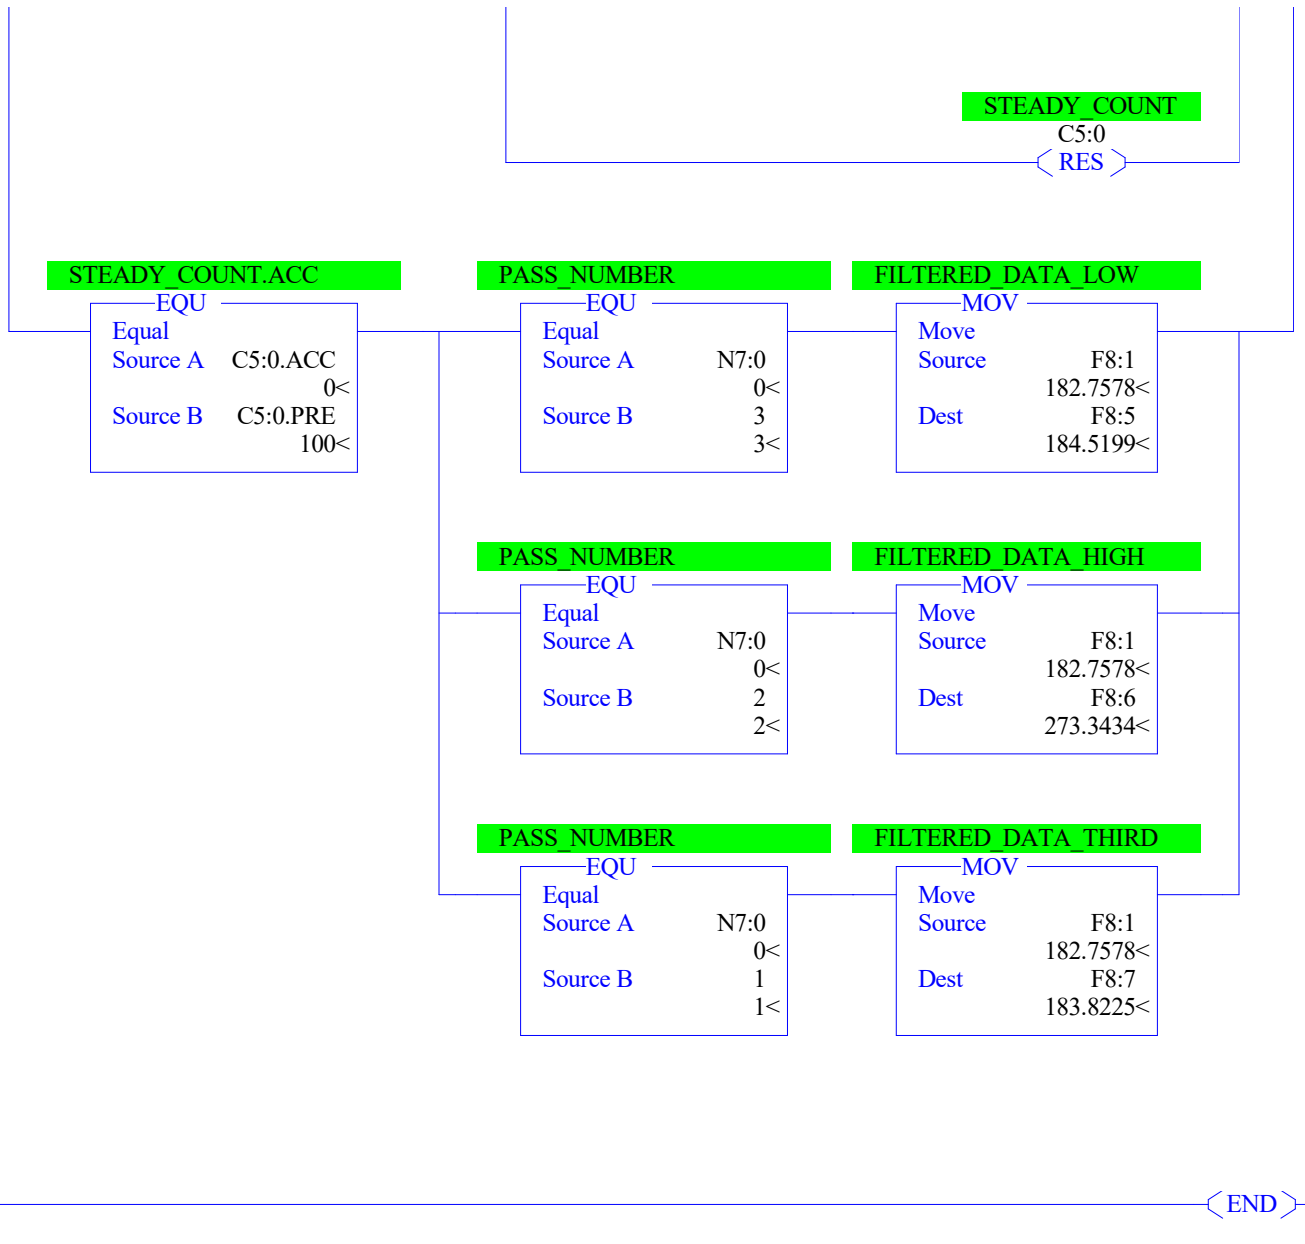 STEADY_COUNT
C5:0
RES
STEADY_COUNT.ACC
EQU
Equal
Source A C5:0.ACC
0<
Source B C5:0.PRE
100<
PASS_NUMBER
EQU
Equal
Source A N7:0
0<
Source B 3
3<
FILTERED_DATA_LOW
MOV
Move
Source F8:1
182.7578<
Dest F8:5
184.5199<
PASS_NUMBER
EQU
Equal
Source A N7:0
0<
Source B 2
2<
FILTERED_DATA_HIGH
MOV
Move
Source F8:1
182.7578<
Dest F8:6
273.3434<
PASS_NUMBER
EQU
Equal
Source A N7:0
0<
Source B 1
1<
FILTERED_DATA_THIRD
MOV
Move
Source F8:1
182.7578<
Dest F8:7
183.8225<
END